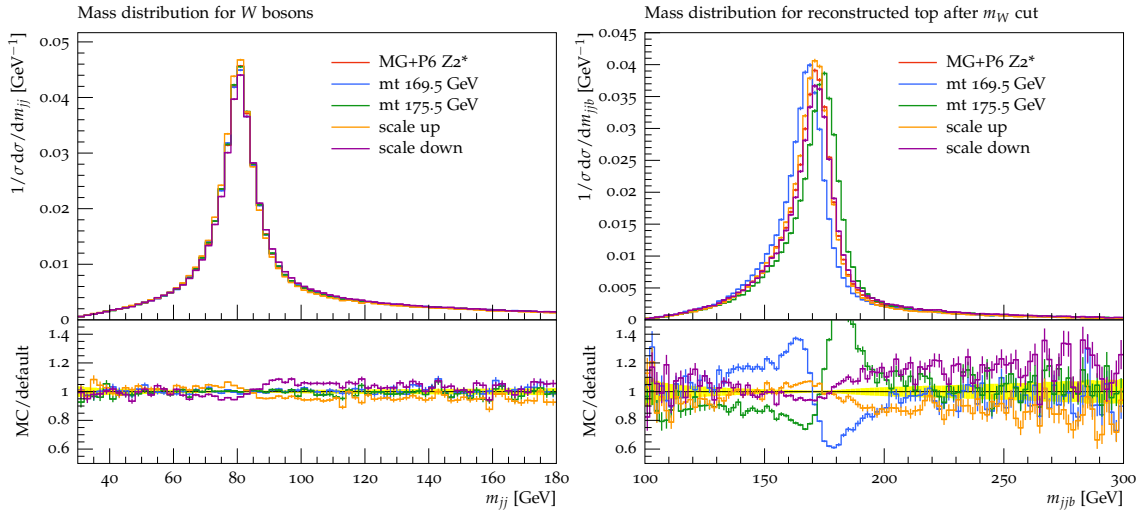 Mass distribution for W bosons
1/σ dσ/dm_jj [GeV⁻¹]
0.05
0.04
0.03
0.02
0.01
0
MG+P6 Z2*
mt 169.5 GeV
mt 175.5 GeV
scale up
scale down
MC/default
1.4
1.2
1
0.8
0.6
40 60 80 100 120 140 160 180
m_jj [GeV]
Mass distribution for reconstructed top after m_W cut
1/σ dσ/dm_jjb [GeV⁻¹]
0.045
0.04
0.035
0.03
0.025
0.02
0.015
0.01
0.005
0
MG+P6 Z2*
mt 169.5 GeV
mt 175.5 GeV
scale up
scale down
MC/default
1.4
1.2
1
0.8
0.6
100 150 200 250 300
m_jjb [GeV]